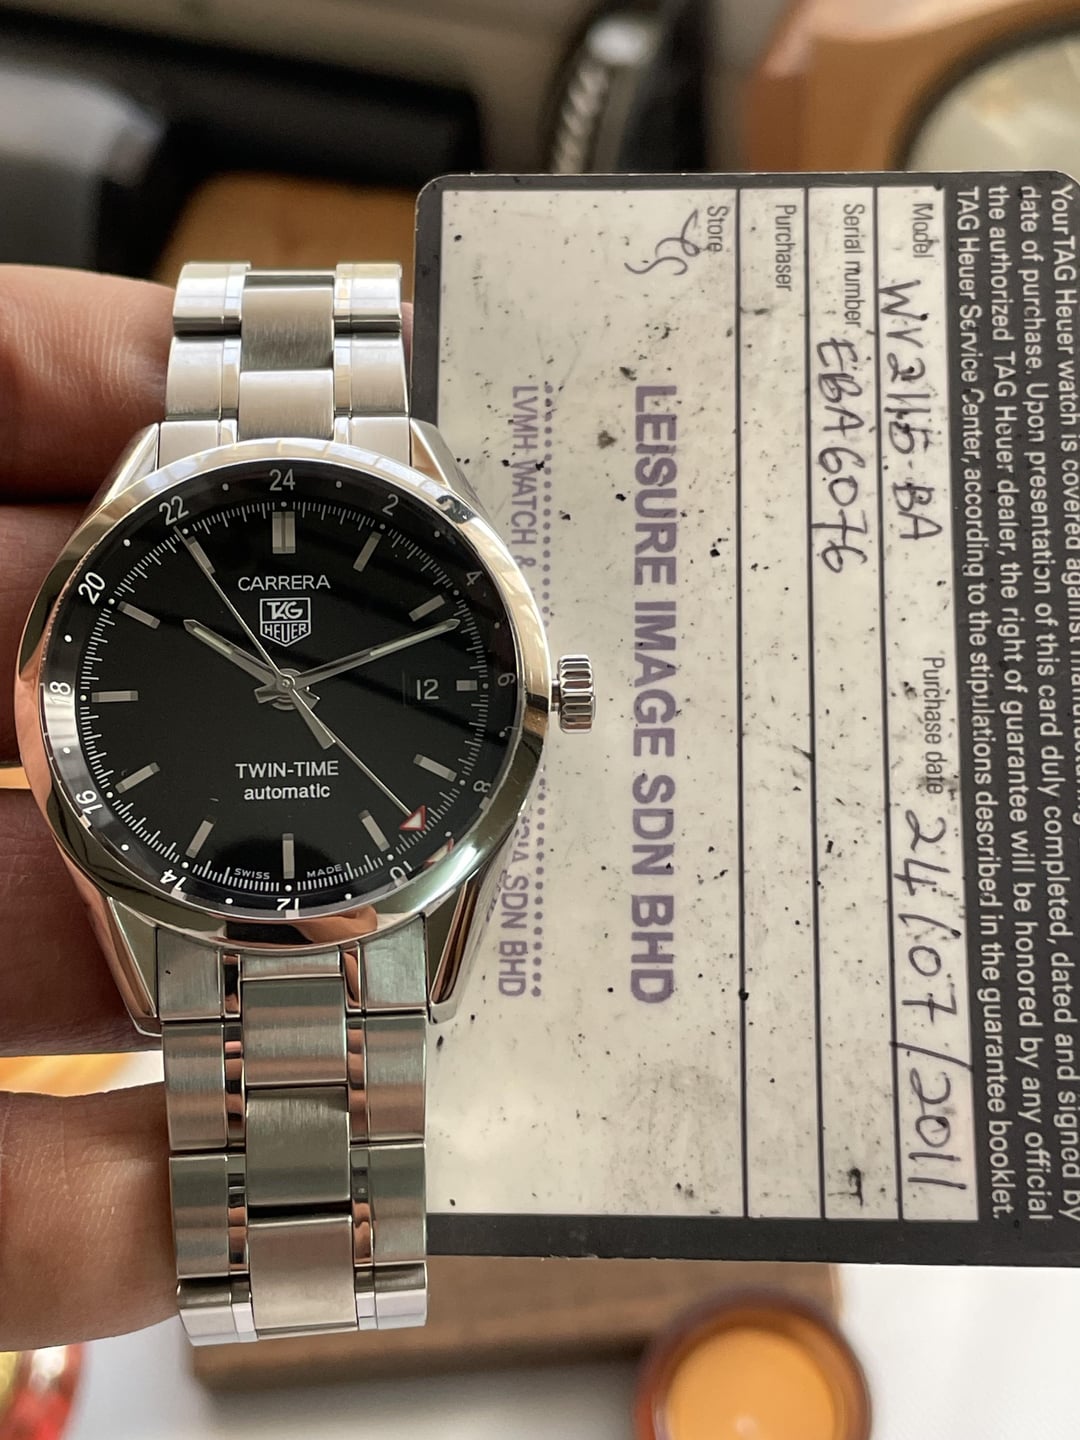 24
2
4
6
8
10
12
14
16
18
20
22
CARRERA
TAG
HEUER
12
TWIN-TIME
automatic
SWISS MADE
Your TAG Heuer watch is covered against
date of purchase. Upon presentation of this card duly completed, dated and signed by
the authorized TAG Heuer dealer, the right of guarantee will be honored by any official
TAG Heuer Service Center, according to the stipulations described in the guarantee booklet.
Model WV2115-BA Purchase date 24/07/2011
Serial number EBA6076
Purchaser
Store
LEISURE IMAGE SDN BHD
LVMH WATCH & SDN BHD